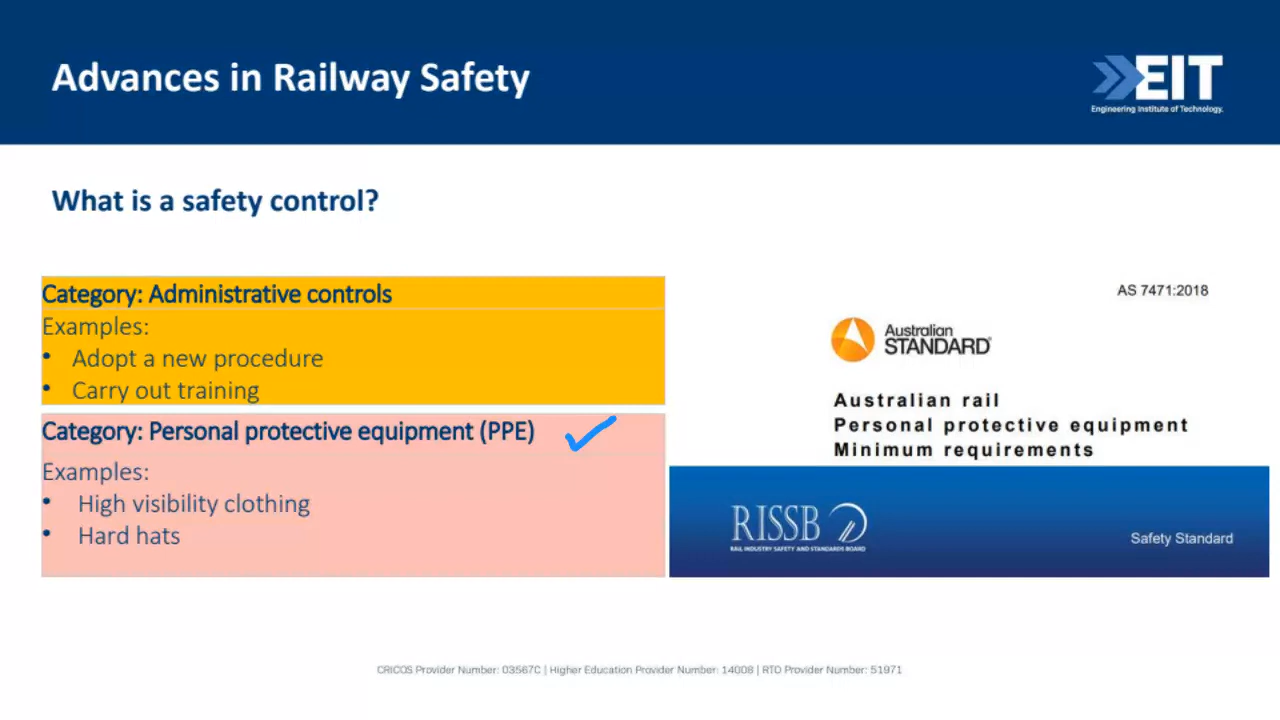 Advances in Railway Safety
EIT
Engineering Institute of Technology.
What is a safety control?
Category: Administrative controls
Examples:
• Adopt a new procedure
• Carry out training
Category: Personal protective equipment (PPE)
Examples:
• High visibility clothing
• Hard hats
AS 7471:2018
Australian
STANDARD
Australian rail
Personal protective equipment
Minimum requirements
RISSB
RAIL INDUSTRY SAFETY AND STANDARDS BOARD
Safety Standard
CRICOS Provider Number: 03567C | Higher Education Provider Number: 14008 | RTO Provider Number: 51971